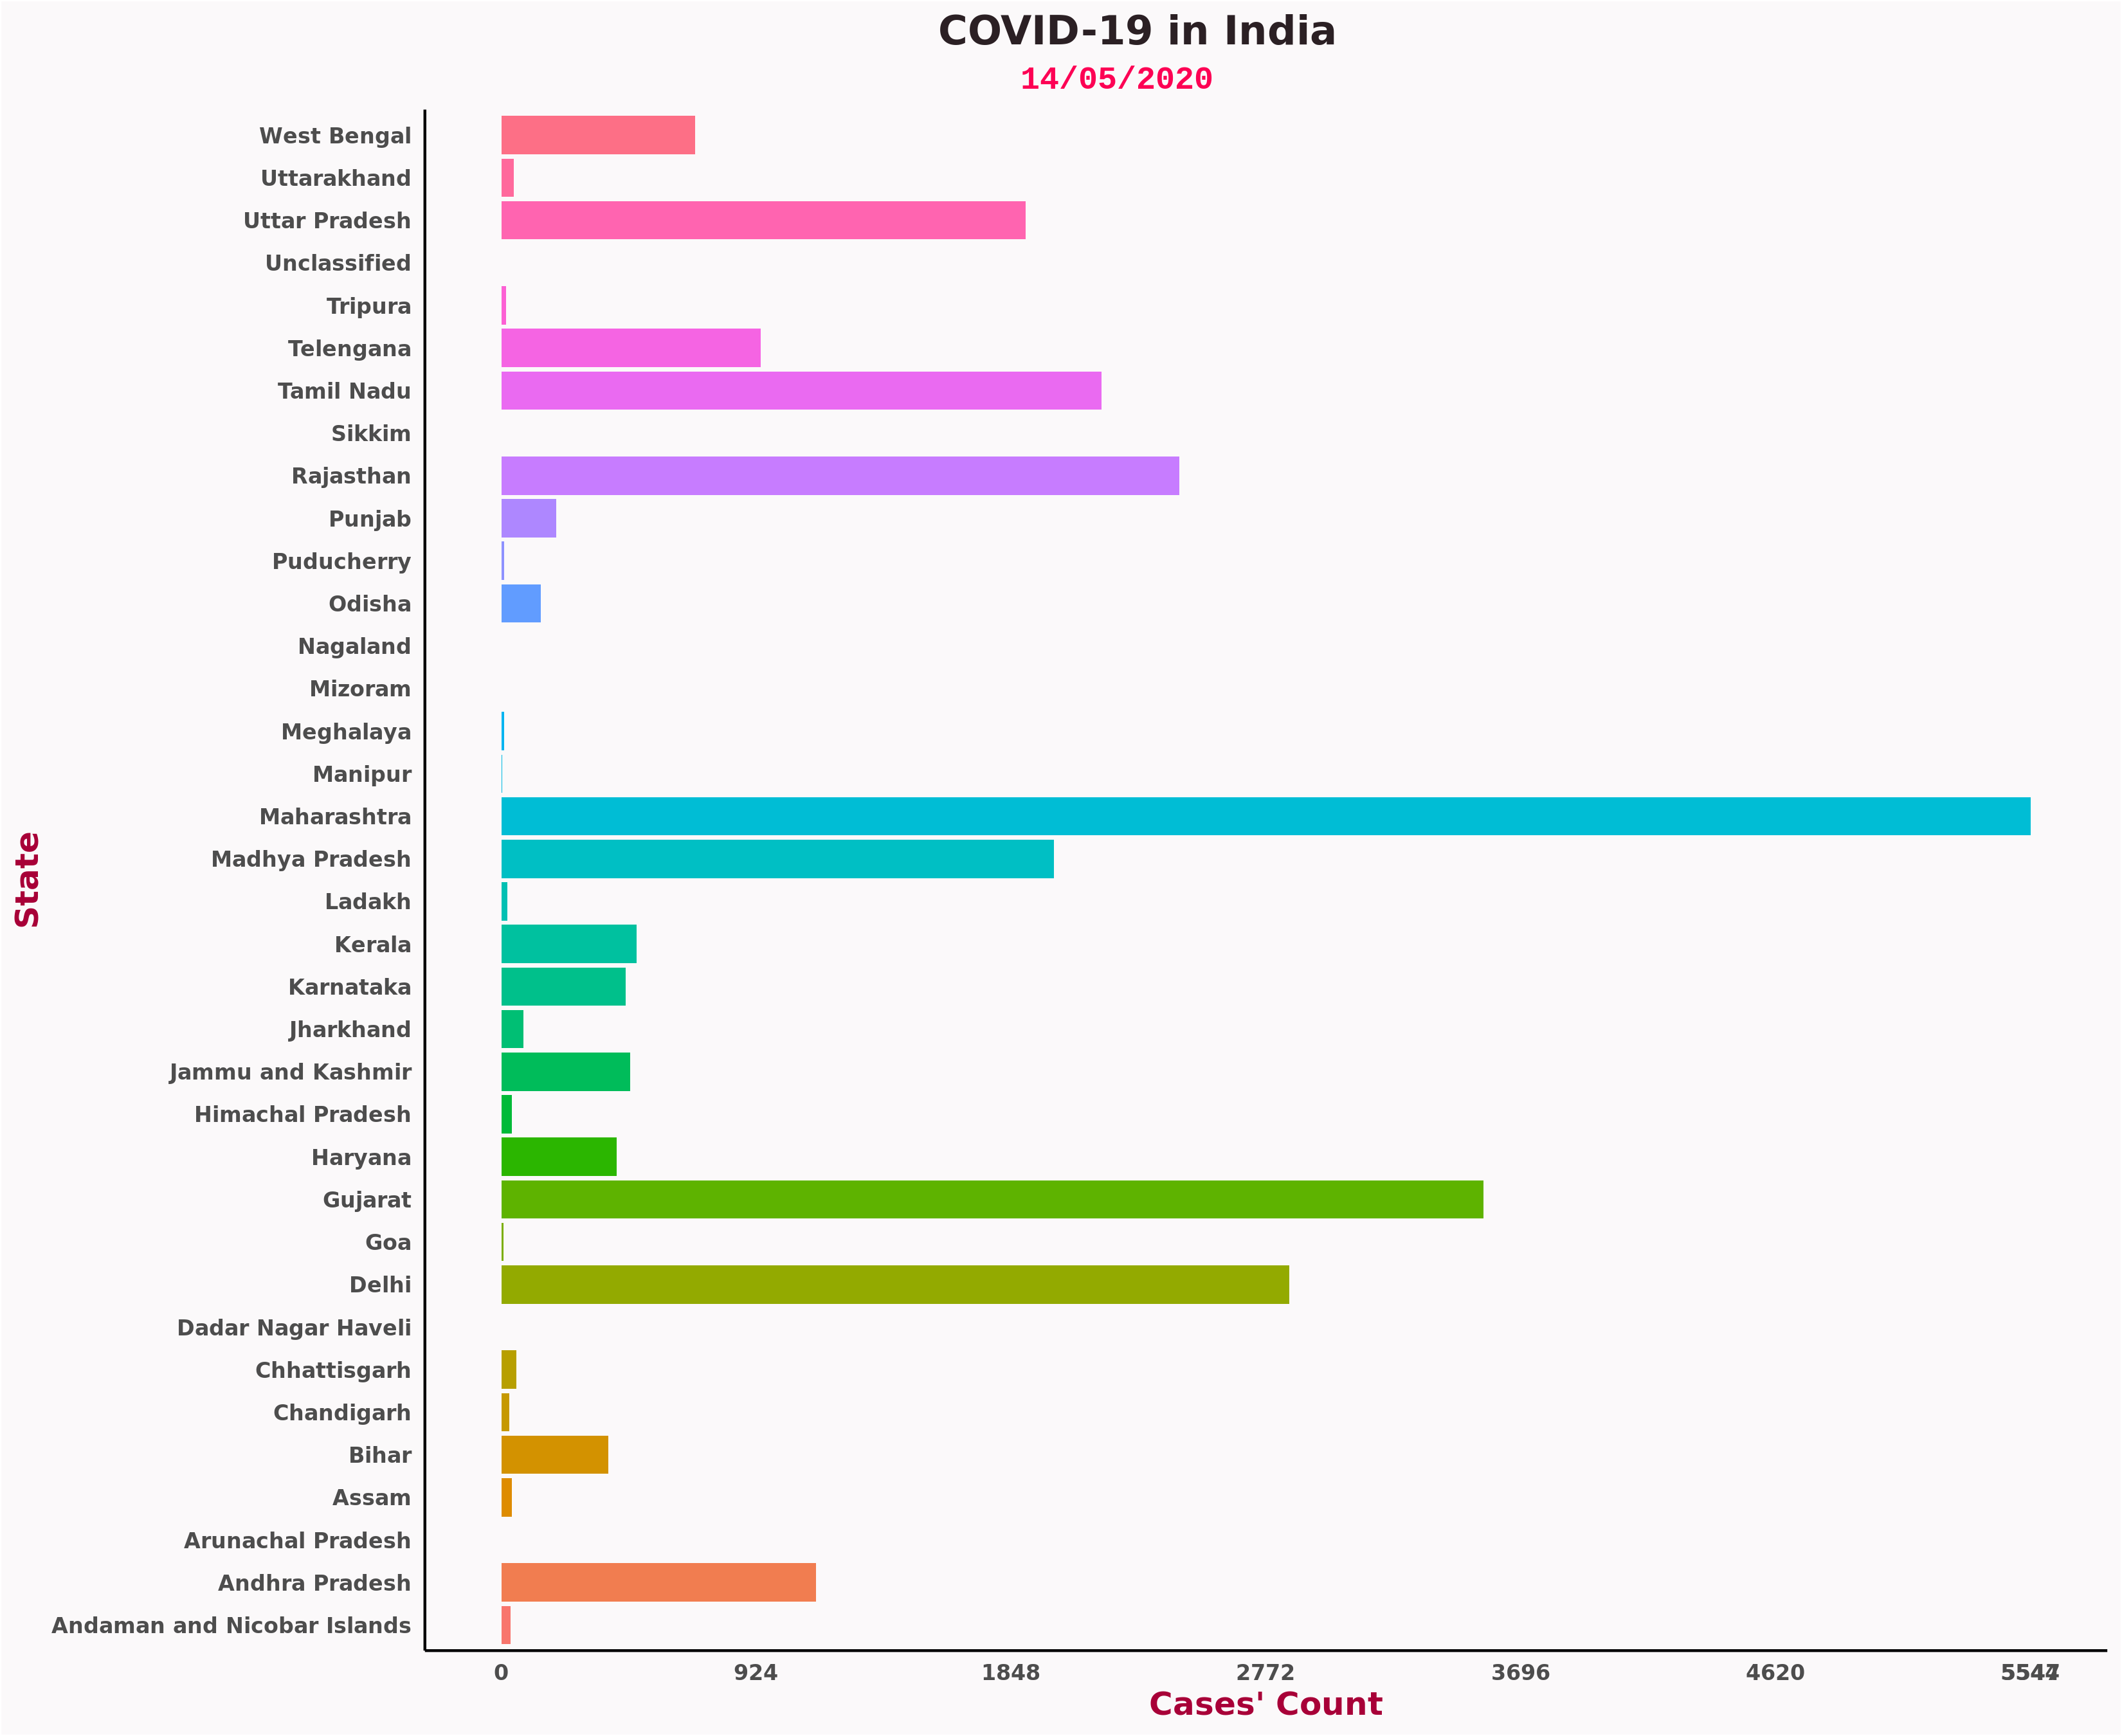 COVID-19 in India
14/05/2020
West Bengal
Uttarakhand
Uttar Pradesh
Unclassified
Tripura
Telengana
Tamil Nadu
Sikkim
Rajasthan
Punjab
Puducherry
Odisha
Nagaland
Mizoram
Meghalaya
Manipur
Maharashtra
Madhya Pradesh
Ladakh
Kerala
Karnataka
Jharkhand
Jammu and Kashmir
Himachal Pradesh
Haryana
Gujarat
Goa
Delhi
Dadar Nagar Haveli
Chhattisgarh
Chandigarh
Bihar
Assam
Arunachal Pradesh
Andhra Pradesh
Andaman and Nicobar Islands
State
0 924 1848 2772 3696 4620
Cases' Count